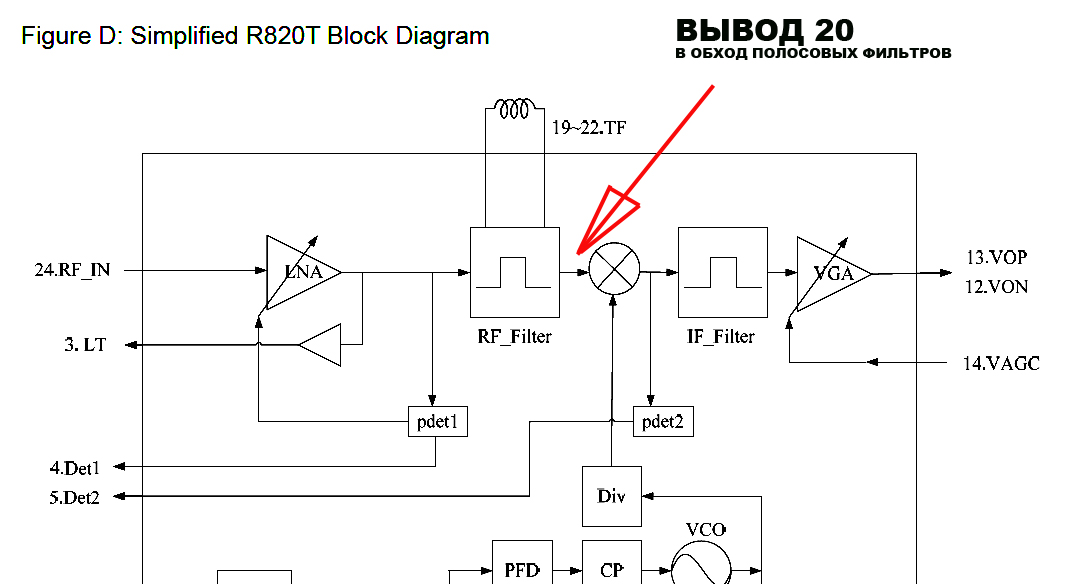 Figure D: Simplified R820T Block Diagram
ВЫВОД 20
В ОБХОД ПОЛОСОВЫХ ФИЛЬТРОВ
19~22.TF
24.RF_IN
LNA
VGA
13.VOP
12.VON
RF_Filter
IF_Filter
3. LT
14.VAGC
pdet1
pdet2
4.Det1
5.Det2
Div
VCO
PFD
CP